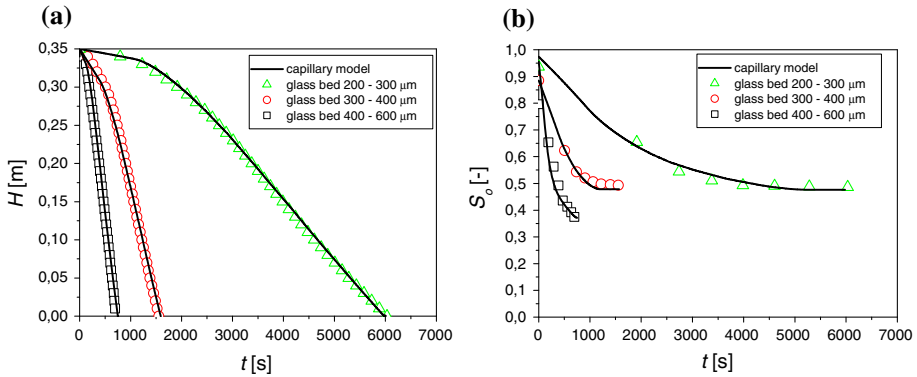 (a)
H [m]
0,35
0,30
0,25
0,20
0,15
0,10
0,05
0,00
0 1000 2000 3000 4000 5000 6000 7000
t [s]
capillary model
glass bed 200 - 300 μm
glass bed 300 - 400 μm
glass bed 400 - 600 μm
(b)
So [-]
1,0
0,9
0,8
0,7
0,6
0,5
0,4
0,3
0,2
0,1
0,0
0 1000 2000 3000 4000 5000 6000 7000
t [s]
capillary model
glass bed 200 - 300 μm
glass bed 300 - 400 μm
glass bed 400 - 600 μm